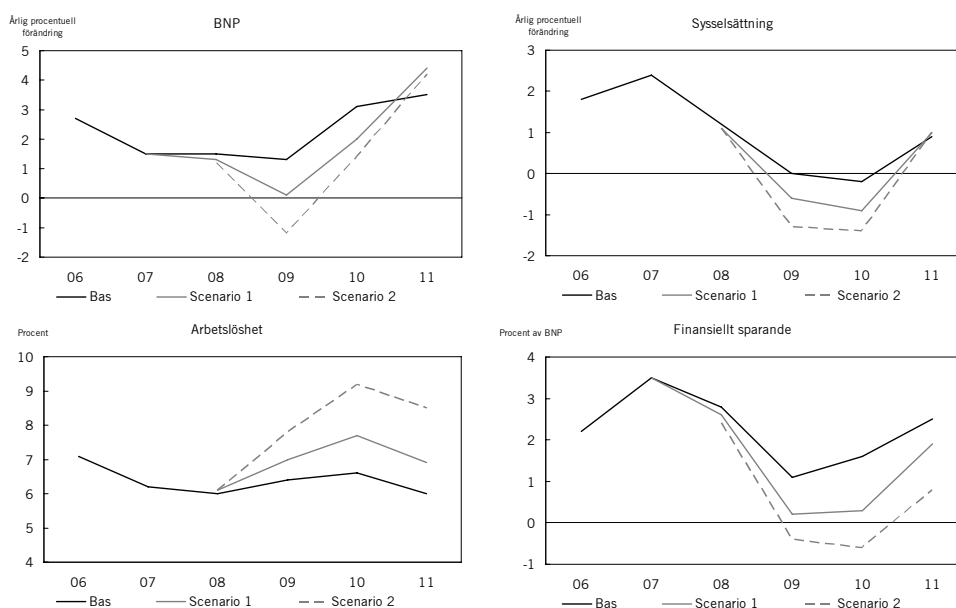 Årlig procentuell
förändring
BNP
5
4
3
2
1
0
-1
-2
06 07 08 09 10 11
Bas Scenario 1 Scenario 2
Årlig procentuell
förändring
Sysselsättning
3
2
1
0
-1
-2
06 07 08 09 10 11
Bas Scenario 1 Scenario 2
Procent
Arbetslöshet
10
9
8
7
6
5
4
06 07 08 09 10 11
Bas Scenario 1 Scenario 2
Procent av BNP
Finansiellt sparande
4
3
2
1
0
-1
06 07 08 09 10 11
Bas Scenario 1 Scenario 2